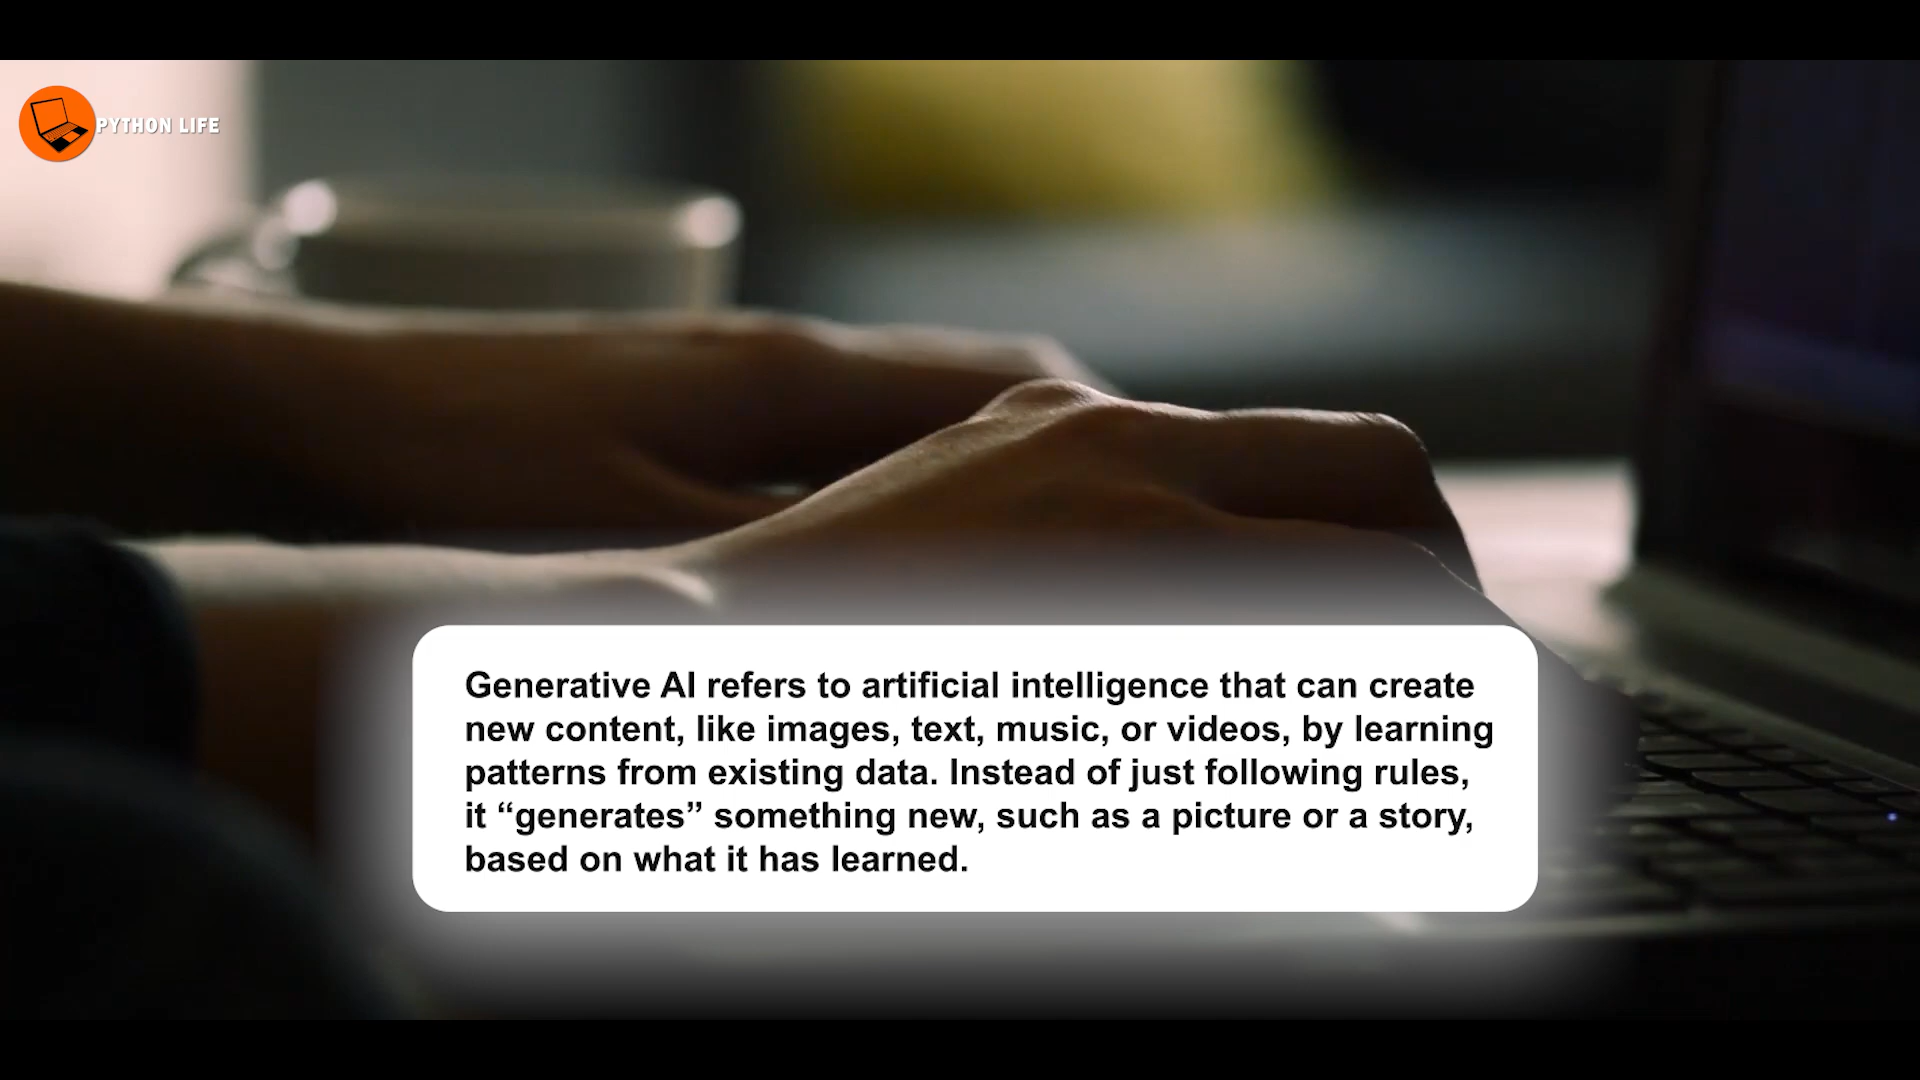 PYTHON LIFE
Generative AI refers to artificial intelligence that can create
new content, like images, text, music, or videos, by learning
patterns from existing data. Instead of just following rules,
it “generates” something new, such as a picture or a story,
based on what it has learned.